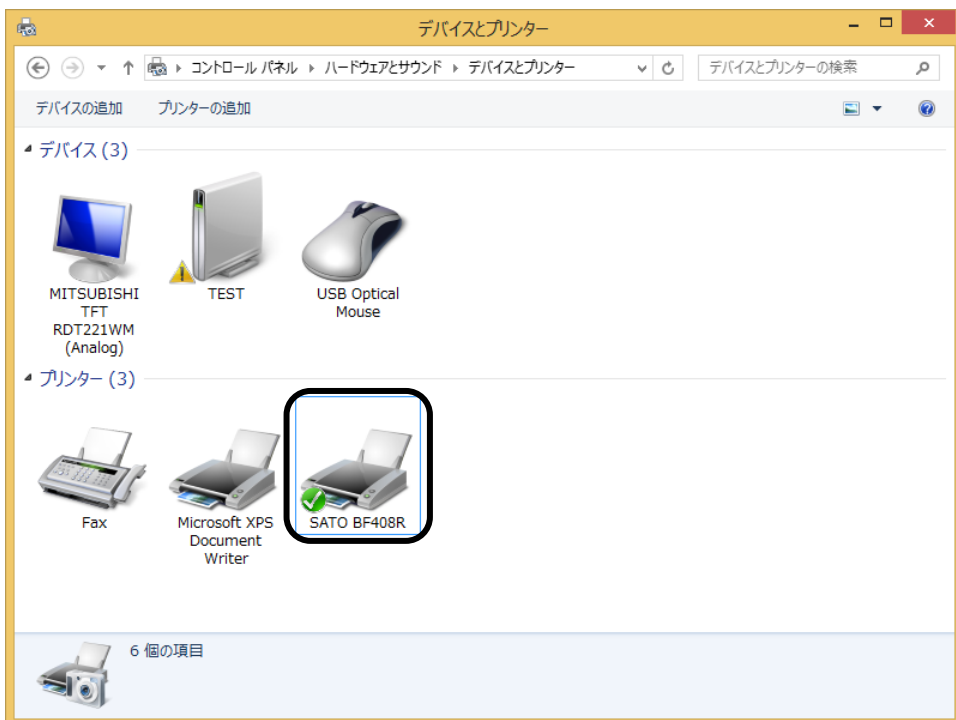 デバイスとプリンター
コントロール パネル ハードウェアとサウンド デバイスとプリンター
デバイスとプリンターの検索
デバイスの追加 プリンターの追加
デバイス (3)
MITSUBISHI
TFT
RDT221WM
(Analog)
TEST
USB Optical
Mouse
プリンター (3)
Fax
Microsoft XPS
Document
Writer
SATO BF408R
6 個の項目